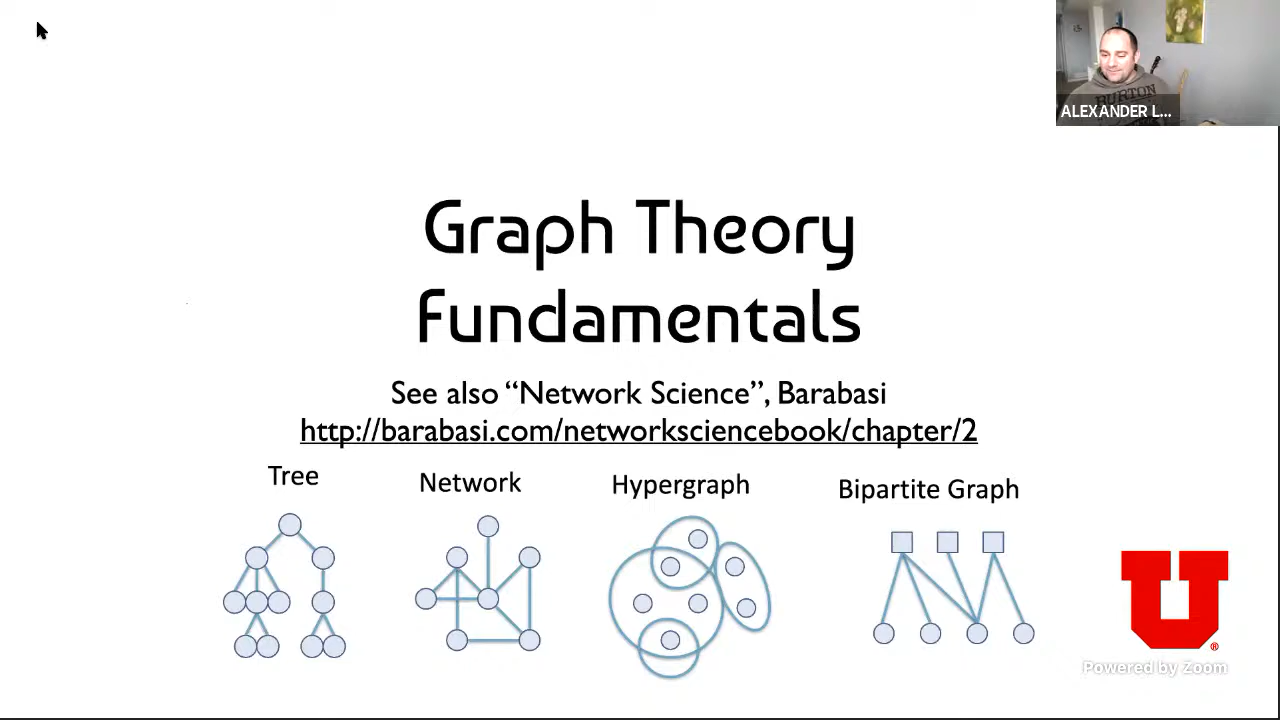 BURTON
ALEXANDER L...
Graph Theory
Fundamentals
See also “Network Science”, Barabasi
http://barabasi.com/networksciencebook/chapter/2
Tree
Network
Hypergraph
Bipartite Graph
U
®
Powered by Zoom